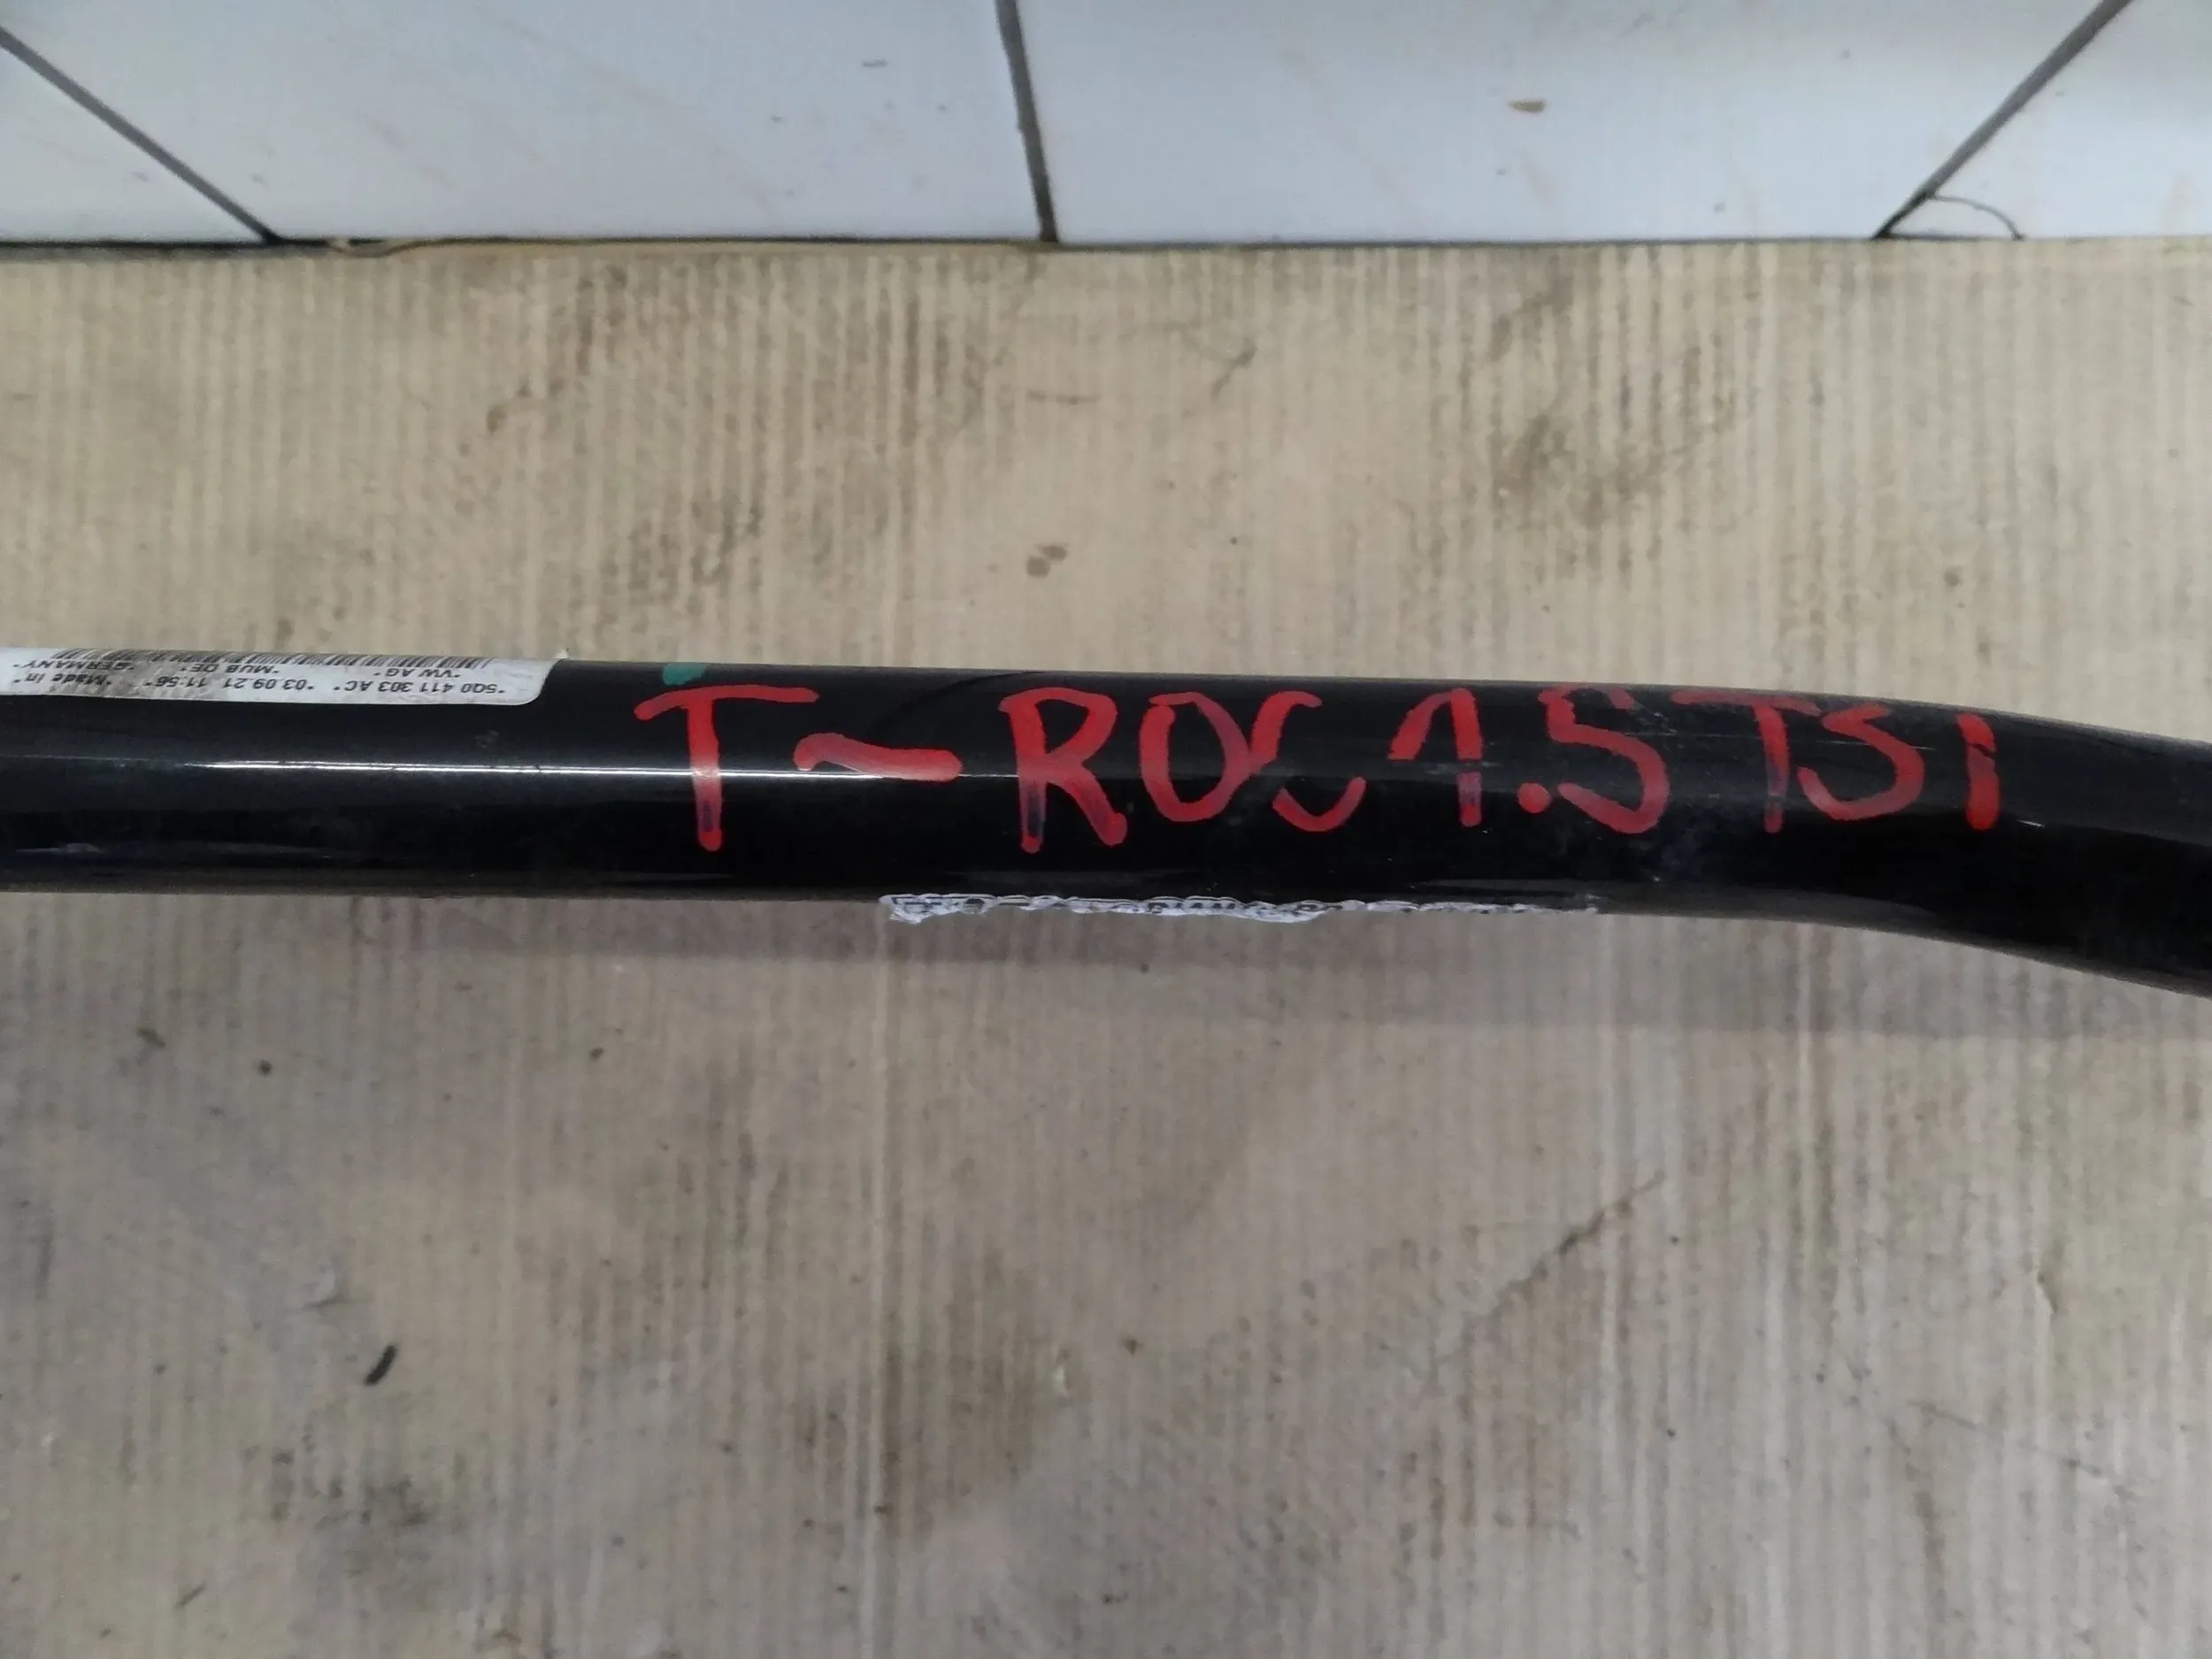 *5Q0 411 303 AC* *03.09.21 11:56* *Made in*
*VW AG* *MUB DE* *GERMANY*
T-ROC 1.5 TSI